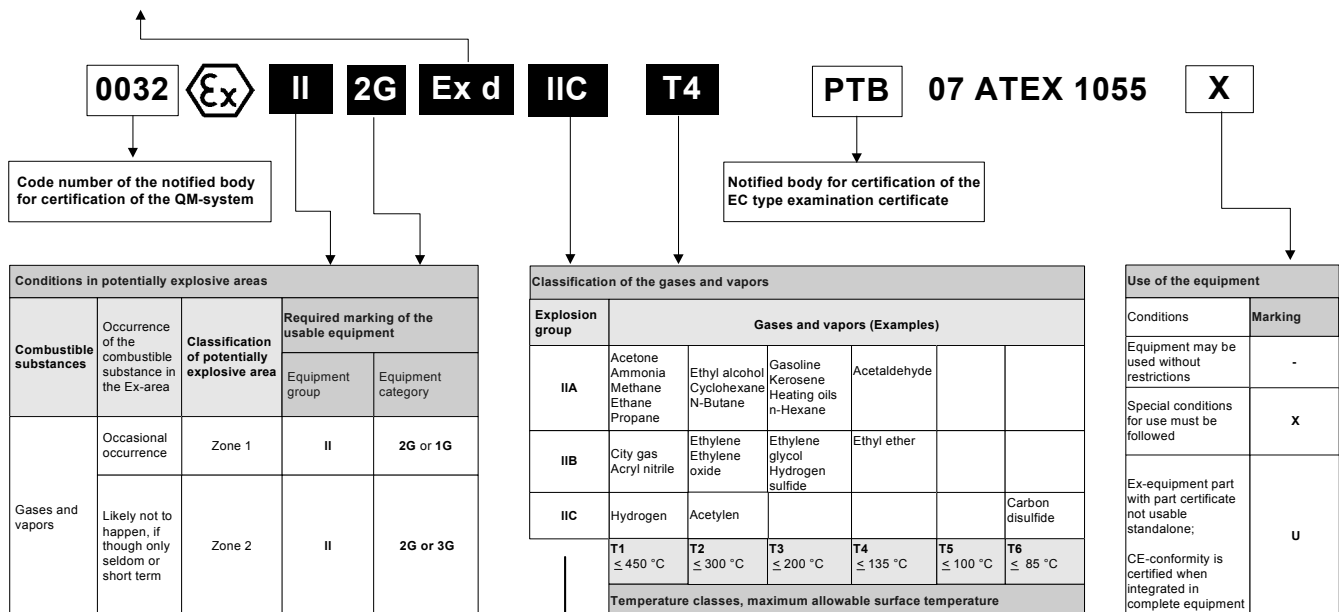 0032 Ex II 2G Ex d IIC T4 PTB 07 ATEX 1055 X
Code number of the notified body
for certification of the QM-system
Notified body for certification of the
EC type examination certificate
Conditions in potentially explosive areas
Combustible
substances
Occurrence
of the
combustible
substance in
the Ex-area
Classification
of potentially
explosive area
Required marking of the
usable equipment
Equipment
group
Equipment
category
Gases and
vapors
Occasional
occurrence
Zone 1
II
2G or 1G
Likely not to
happen, if
though only
seldom or
short term
Zone 2
II
2G or 3G
Classification of the gases and vapors
Explosion
group
Gases and vapors (Examples)
IIA
Acetone
Ammonia
Methane
Ethane
Propane
Ethyl alcohol
Cyclohexane
N-Butane
Gasoline
Kerosene
Heating oils
n-Hexane
Acetaldehyde
IIB
City gas
Acryl nitrile
Ethylene
Ethylene
oxide
Ethylene
glycol
Hydrogen
sulfide
Ethyl ether
IIC
Hydrogen
Acetylen
Carbon
disulfide
T1
≤ 450 °C
T2
≤ 300 °C
T3
≤ 200 °C
T4
≤ 135 °C
T5
≤ 100 °C
T6
≤ 85 °C
Temperature classes, maximum allowable surface temperature
Use of the equipment
Conditions
Marking
Equipment may be
used without
restrictions
-
Special conditions
for use must be
followed
X
Ex-equipment part
with part certificate
not usable
standalone;
CE-conformity is
certified when
integrated in
complete equipment
U